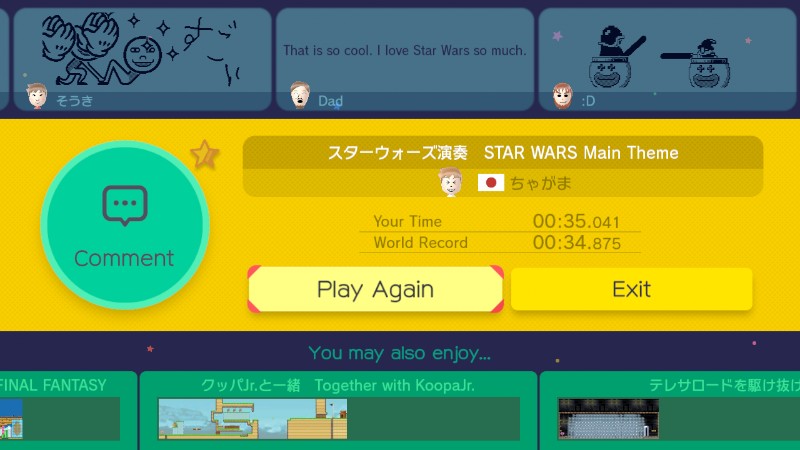 That is so cool. I love Star Wars so much.
そうき
Dad
:D
スターウォーズ演奏　STAR WARS Main Theme
ちゃがま
Comment
Your Time 00:35.041
World Record 00:34.875
Play Again
Exit
You may also enjoy...
FINAL FANTASY
クッパJr.と一緒　Together with KoopaJr.
テレサロードを駆け抜け